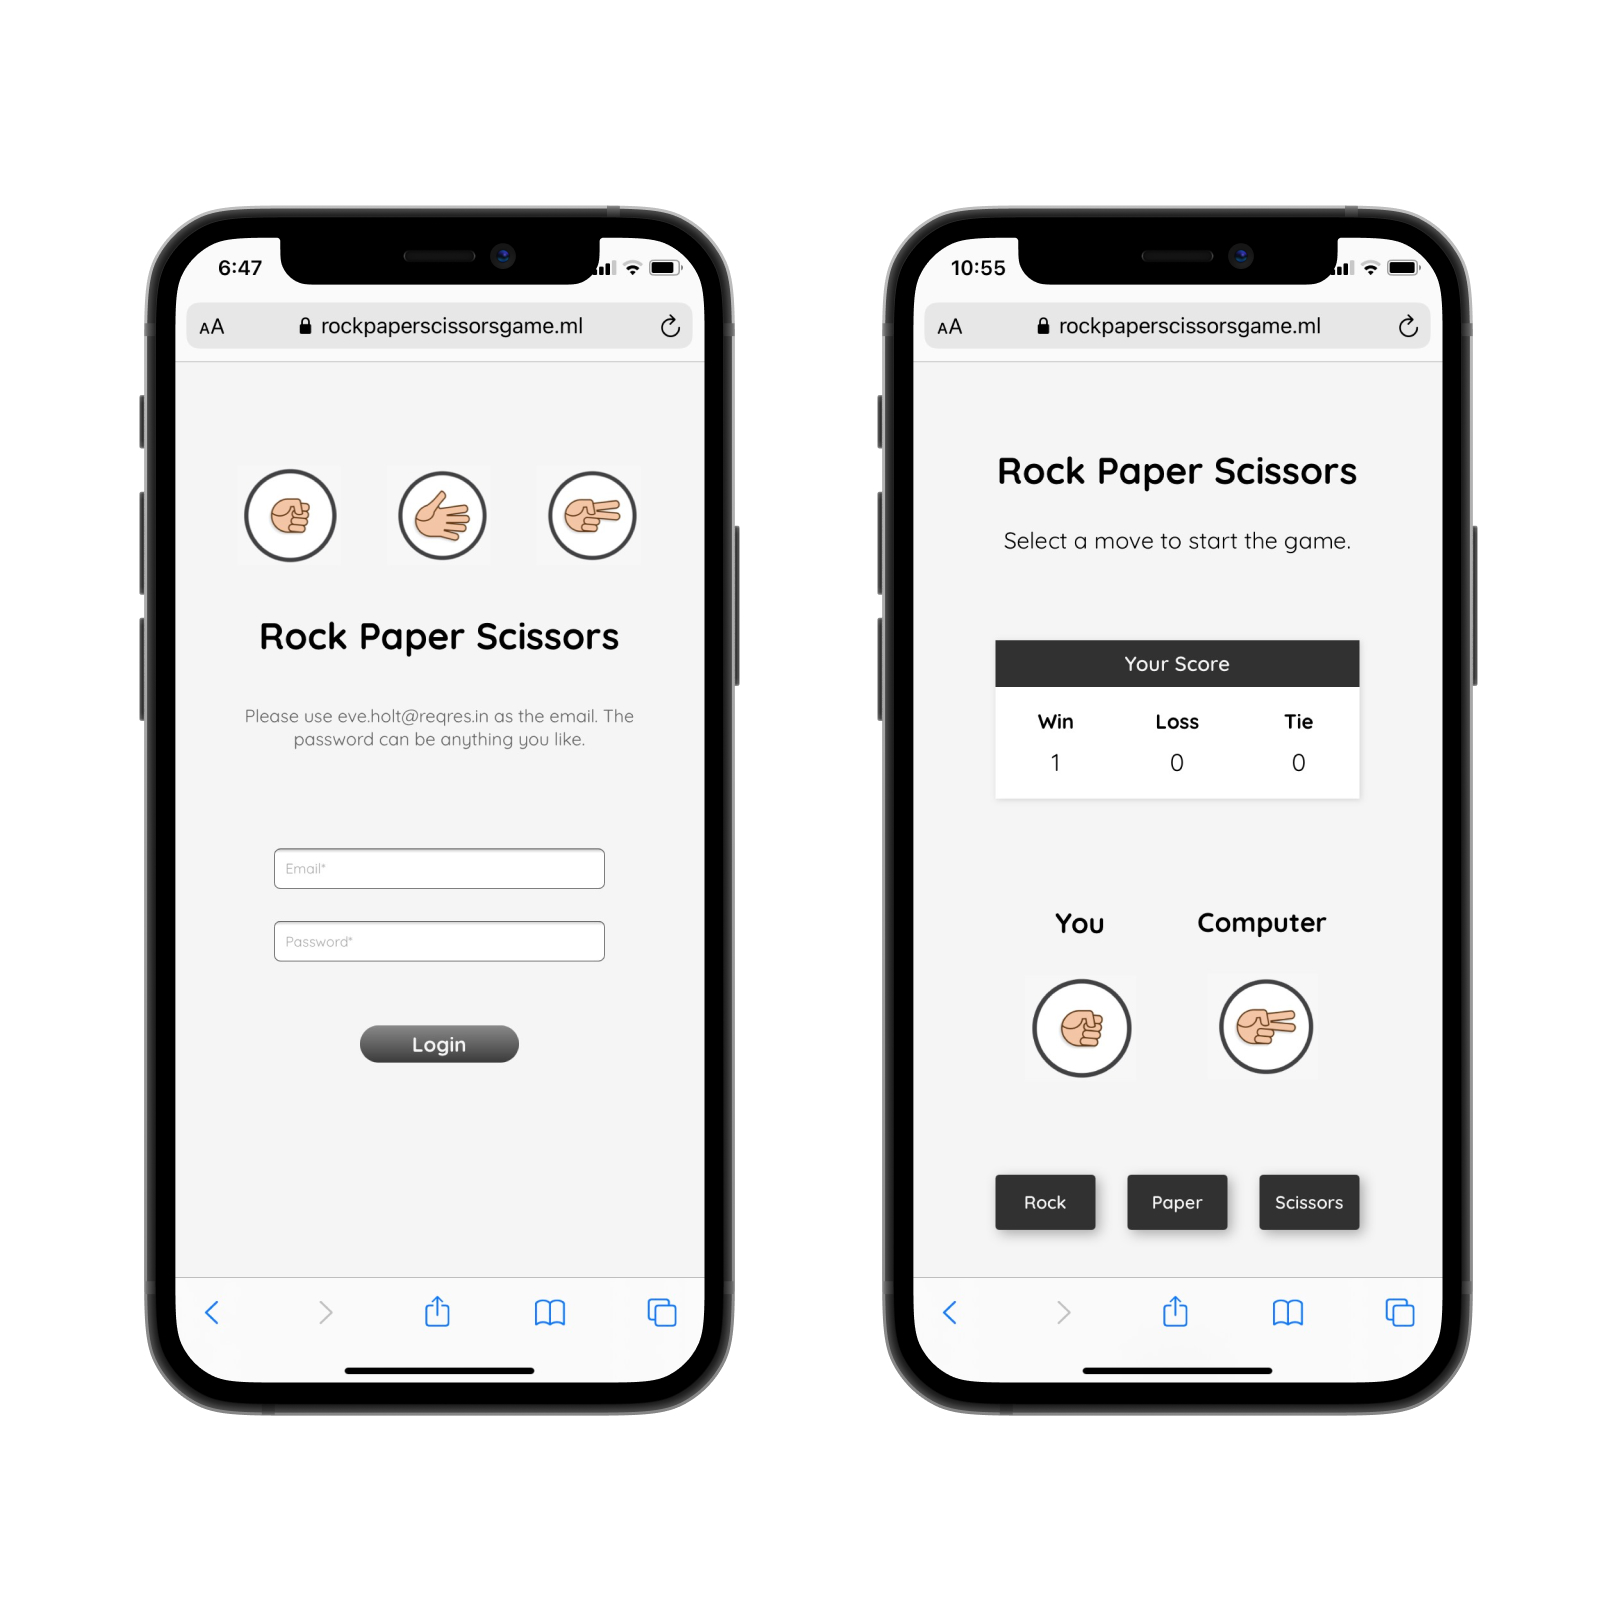 6:47
AA rockpaperscissorsgame.ml
Rock Paper Scissors
Please use eve.holt@reqres.in as the email. The
password can be anything you like.
Email*
Password*
Login
10:55
AA rockpaperscissorsgame.ml
Rock Paper Scissors
Select a move to start the game.
Your Score
Win Loss Tie
1 0 0
You Computer
Rock Paper Scissors